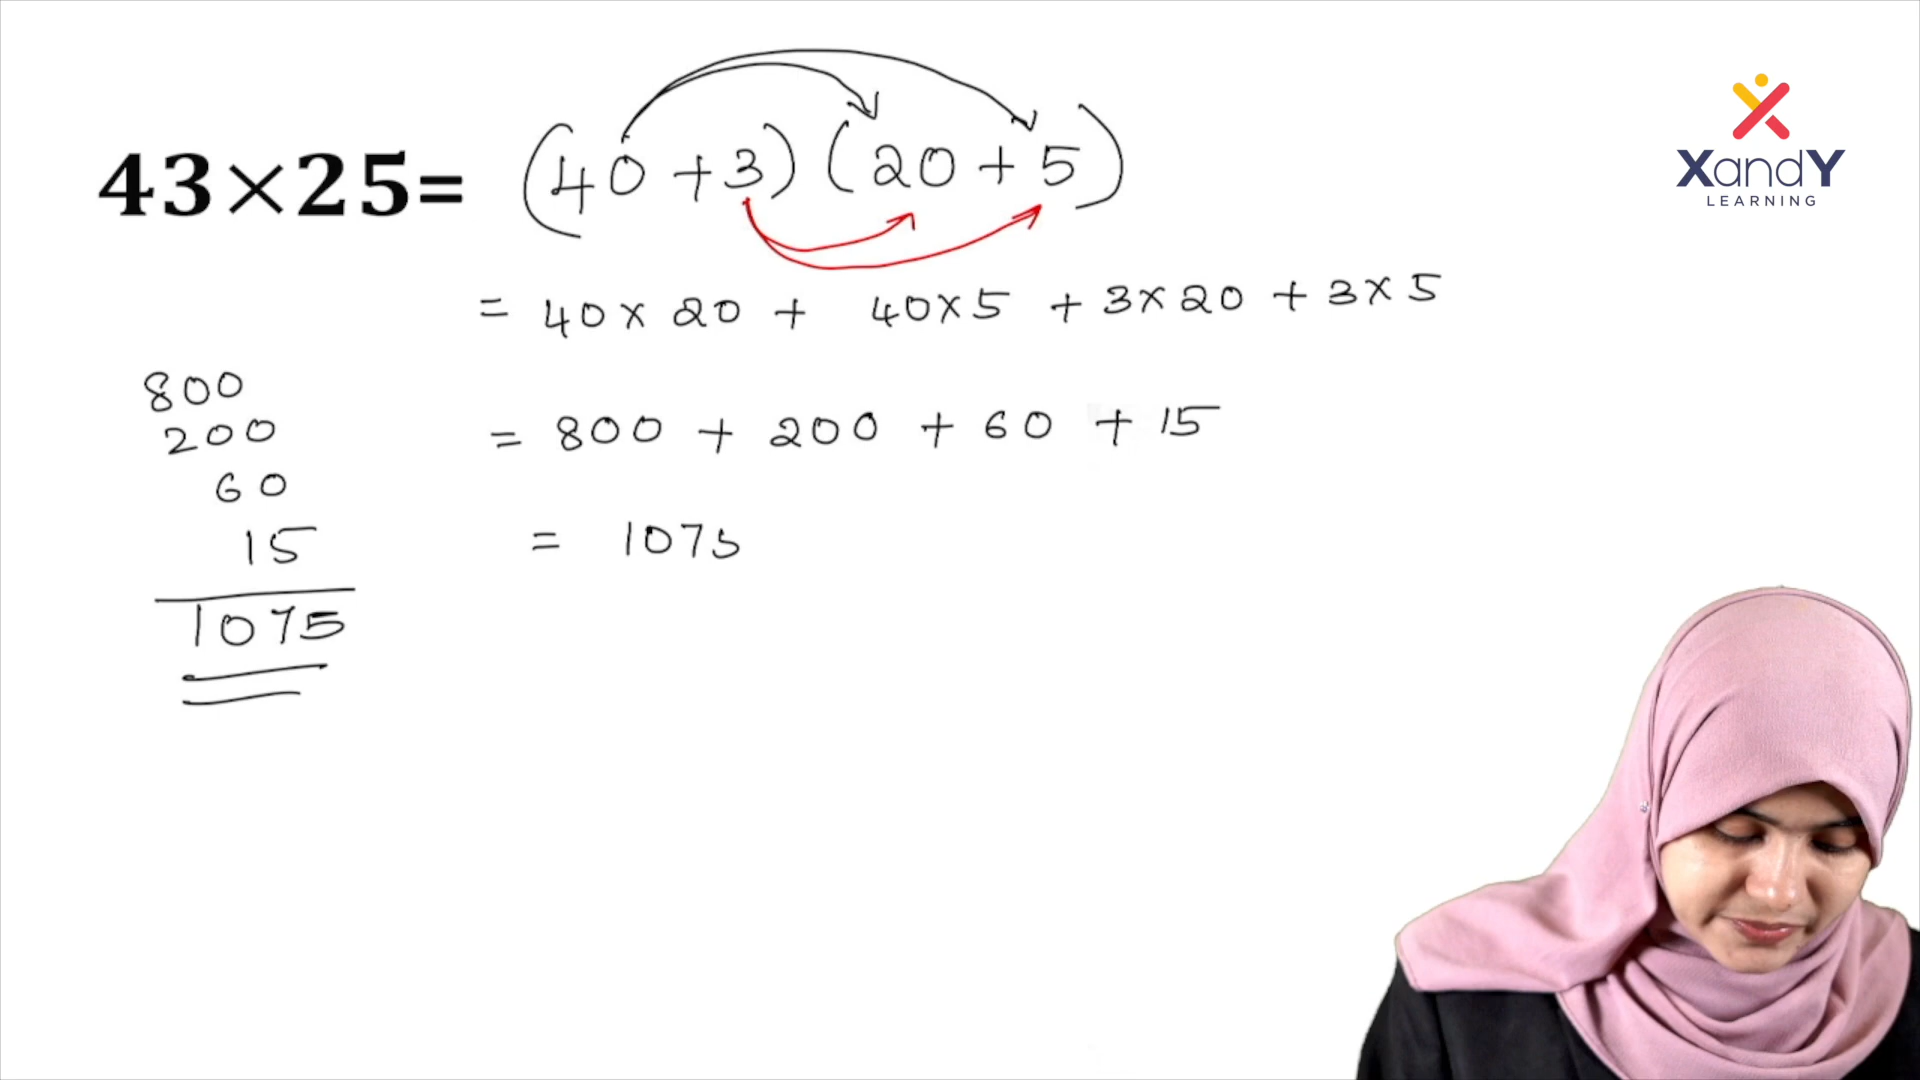 43×25= (40+3)(20+5)
= 40×20 + 40×5 + 3×20 + 3×5
= 800 + 200 + 60 + 15
= 1075
800
200
60
15
1075
XandY
LEARNING